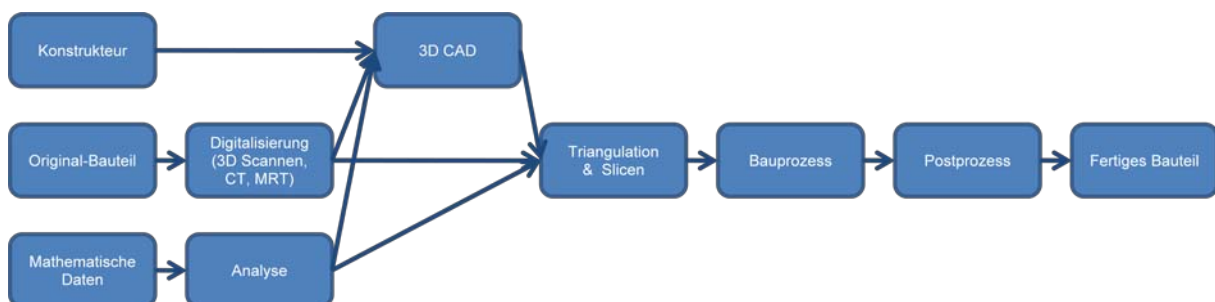 Konstrukteur
3D CAD
Original-Bauteil
Digitalisierung
(3D Scannen,
CT, MRT)
Triangulation
& Slicen
Bauprozess
Postprozess
Fertiges Bauteil
Mathematische
Daten
Analyse